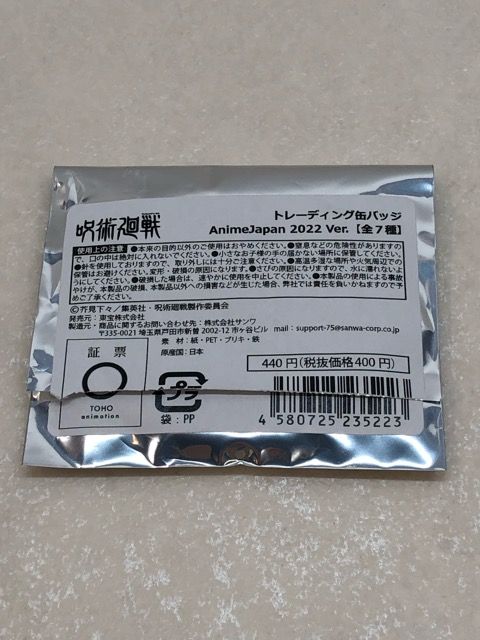 呪術廻戦
トレーディング缶バッジ
AnimeJapan 2022 Ver.【全7種】
使用上の注意 ●本来の目的以外のご使用はおやめください。●窒息などの危険性がありますの
で、口の中は絶対に入れないでください。●小さなお子様の手の届かない場所に保管してください。
●針を使用しておりますので、取り外しには十分ご注意ください。●高温多湿な場所や火気周辺での
保管はお避けください。変形・破損の原因になります。●さびの原因になりますので、水に濡れないよ
うにしてください。●破損した場合は、速やかに使用を中止してください。●本製品の使用による事故
やけが、本製品の破損、本製品以外への損害などが生じた場合、弊社では責任を負いかねますので予
めご了承ください。
©芥見下々／集英社・呪術廻戦製作委員会
発売元：東宝株式会社
製造元・商品に関するお問い合わせ先：株式会社サンワ
〒335-0021 埼玉県戸田市新曽2012-12 市ヶ谷ビル mail : support-75@sanwa-corp.co.jp
素 材：紙・PET・ブリキ・鉄
原産国：日本
440円(税抜価格400円)
証票
TOHO
animation
プラ
袋：PP
4 580725 235223